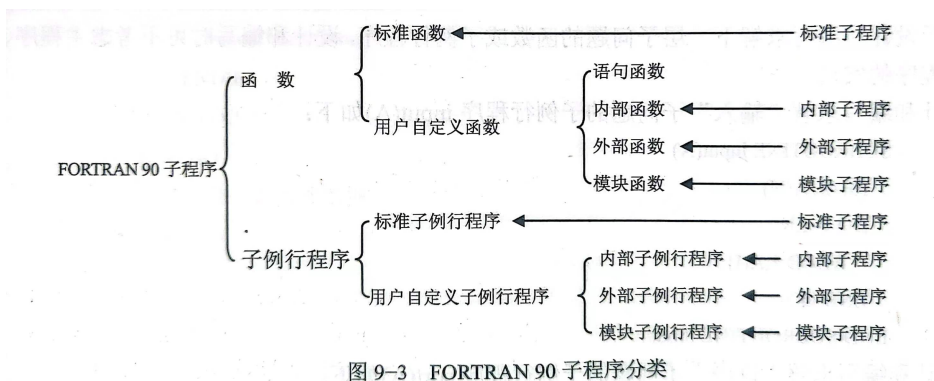 标准函数 标准子程序
函 数
语句函数
用户自定义函数
内部函数 内部子程序
外部函数 外部子程序
模块函数 模块子程序
FORTRAN 90 子程序
标准子例行程序 标准子程序
子例行程序
内部子例行程序 内部子程序
用户自定义子例行程序
外部子例行程序 外部子程序
模块子例行程序 模块子程序
图 9-3 FORTRAN 90 子程序分类